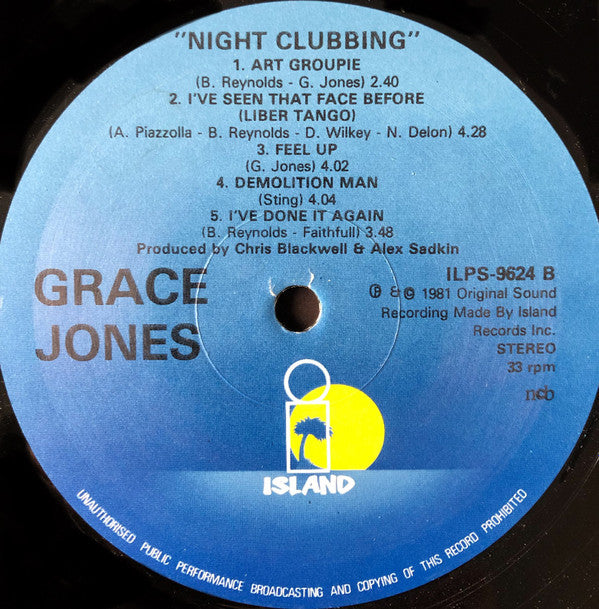 "NIGHT CLUBBING"
1. ART GROUPIE
(B. Reynolds - G. Jones) 2.40
2. I'VE SEEN THAT FACE BEFORE
(LIBER TANGO)
(A. Piazzolla - B. Reynolds - D. Wilkey - N. Delon) 4.28
3. FEEL UP
(G. Jones) 4.02
4. DEMOLITION MAN
(Sting) 4.04
5. I'VE DONE IT AGAIN
(B. Reynolds - Faithfull) 3.48
Produced by Chris Blackwell & Alex Sadkin
GRACE
JONES
ILPS-9624 B
℗ & © 1981 Original Sound
Recording Made By Island
Records Inc.
STEREO
33 rpm
ncb
ISLAND
UNAUTHORISED PUBLIC PERFORMANCE BROADCASTING AND COPYING OF THIS RECORD PROHIBITED